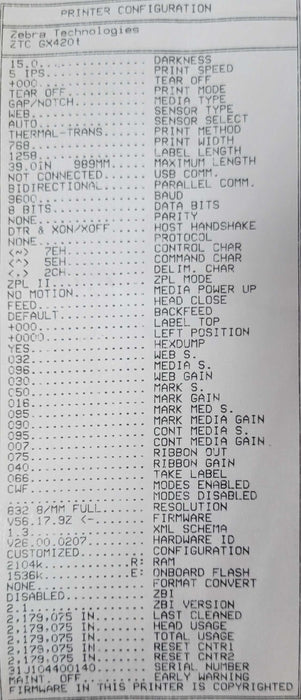 PRINTER CONFIGURATION
Zebra Technologies
ZTC GX420t
15.0.............. DARKNESS
5 IPS............. PRINT SPEED
+000.............. TEAR OFF
TEAR OFF.......... PRINT MODE
GAP/NOTCH......... MEDIA TYPE
WEB............... SENSOR TYPE
AUTO.............. SENSOR SELECT
THERMAL-TRANS..... PRINT METHOD
768............... PRINT WIDTH
1258.............. LABEL LENGTH
39.0IN 989MM...... MAXIMUM LENGTH
NOT CONNECTED..... USB COMM.
BIDIRECTIONAL..... PARALLEL COMM.
9600.............. BAUD
8 BITS............ DATA BITS
NONE.............. PARITY
DTR & XON/XOFF.... HOST HANDSHAKE
NONE.............. PROTOCOL
<~> 7EH........... CONTROL CHAR
<^> 5EH........... COMMAND CHAR
<,> 2CH........... DELIM. CHAR
ZPL II............ ZPL MODE
NO MOTION......... MEDIA POWER UP
FEED.............. HEAD CLOSE
DEFAULT........... BACKFEED
+000.............. LABEL TOP
+0000............. LEFT POSITION
YES............... HEXDUMP
032............... WEB S.
096............... MEDIA S.
030............... WEB GAIN
050............... MARK S.
016............... MARK GAIN
095............... MARK MED S.
090............... MARK MEDIA GAIN
095............... CONT MEDIA S.
007............... CONT MEDIA GAIN
075............... RIBBON OUT
040............... RIBBON GAIN
066............... TAKE LABEL
CWF............... MODES ENABLED
.................. MODES DISABLED
832 8/MM FULL..... RESOLUTION
V56.17.9Z <-...... FIRMWARE
1.3............... XML SCHEMA
V26.00.0207....... HARDWARE ID
CUSTOMIZED........ CONFIGURATION
2104k...........R: RAM
1536k...........E: ONBOARD FLASH
NONE.............. FORMAT CONVERT
DISABLED.......... ZBI
2.1............... ZBI VERSION
2,179,075 IN...... LAST CLEANED
2,179,075 IN...... HEAD USAGE
2,179,075 IN...... TOTAL USAGE
2,179,075 IN...... RESET CNTR1
2,179,075 IN...... RESET CNTR2
31J104400140...... SERIAL NUMBER
MAINT. OFF........ EARLY WARNING
FIRMWARE IN THIS PRINTER IS COPYRIGHTED